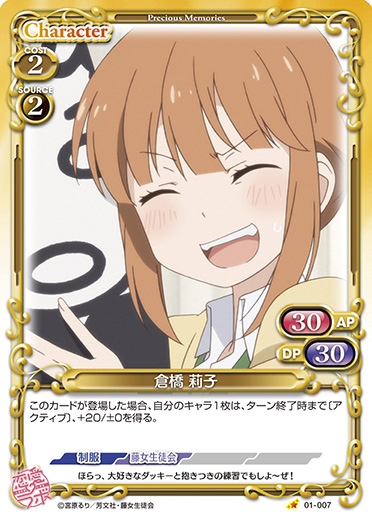 Precious Memories
Character
COST
2
SOURCE
2
30 AP
DP 30
倉橋 莉子
このカードが登場した場合、自分のキャラ1枚は、ターン終了時まで〔ア
クティブ〕、+20/±0を得る。
制服
藤女生徒会
ほらっ、大好きなダッキーと抱きつきの練習でもしよ~ぜ!
恋愛
ラボ
©宮原るり/芳文社・藤女生徒会
01-007